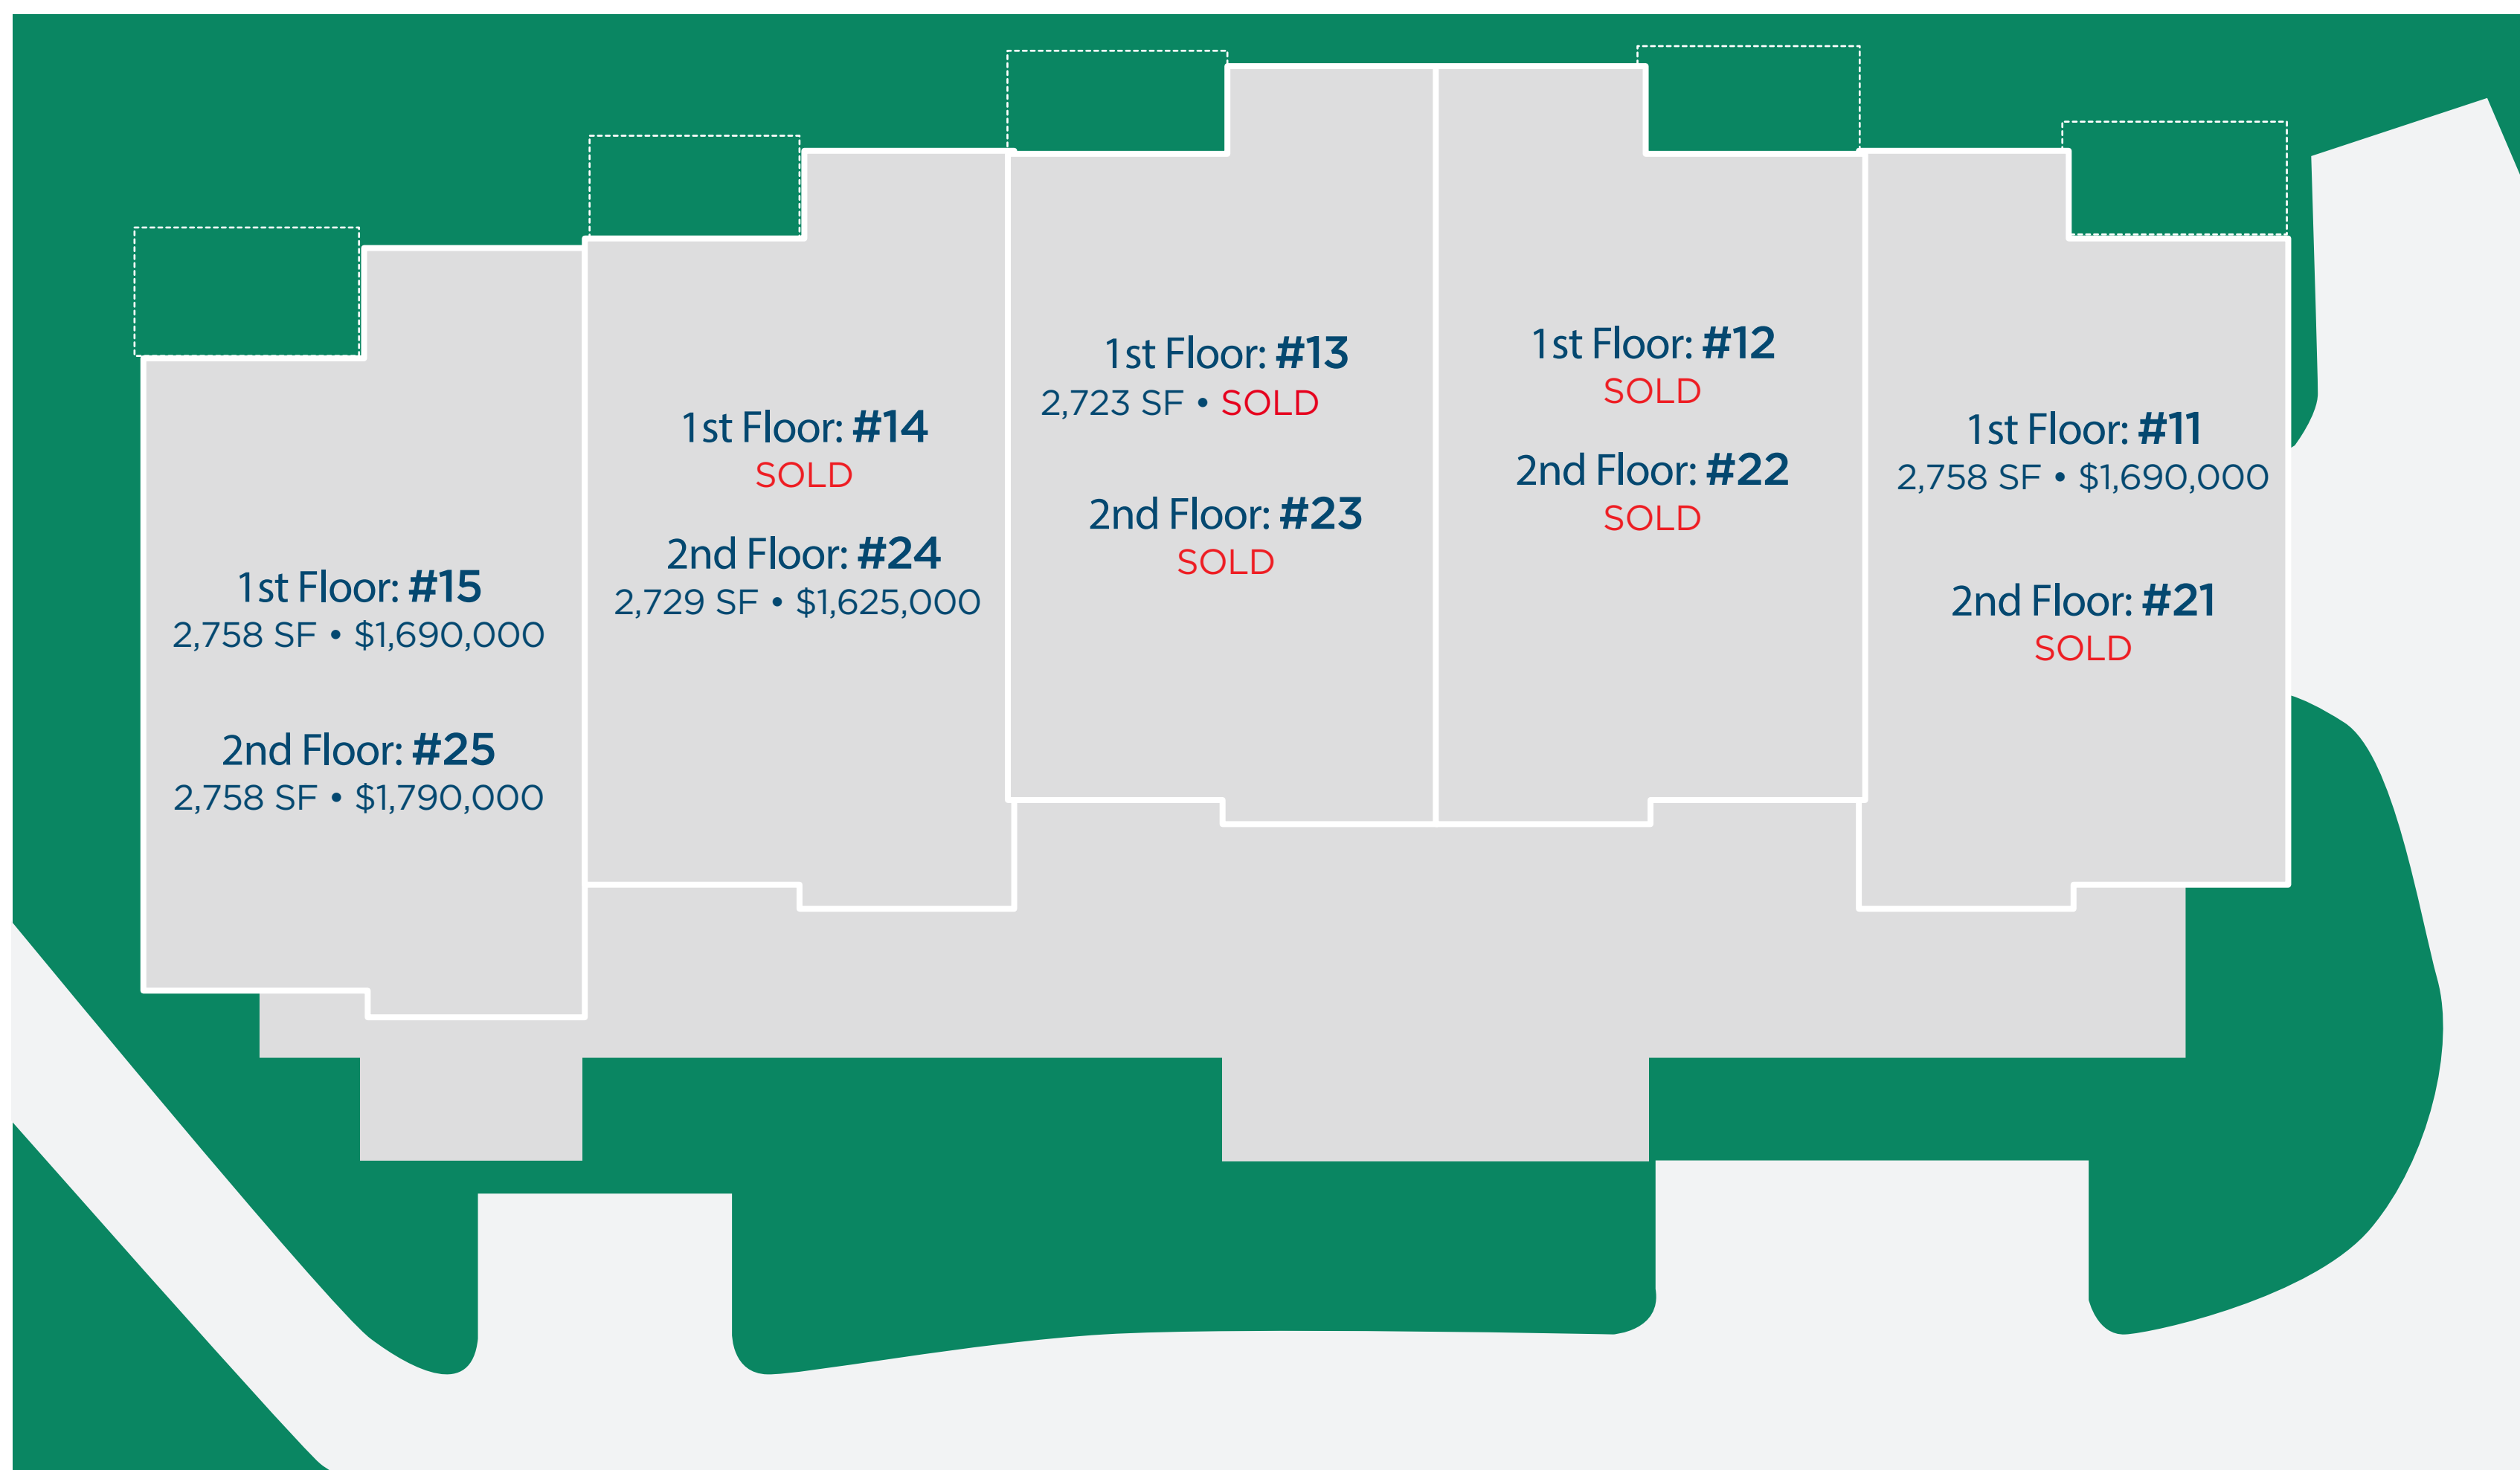 1st Floor: #15
2,758 SF • $1,690,000
2nd Floor: #25
2,758 SF • $1,790,000
1st Floor: #14
SOLD
2nd Floor: #24
2,729 SF • $1,625,000
1st Floor: #13
2,723 SF • SOLD
2nd Floor: #23
SOLD
1st Floor: #12
SOLD
2nd Floor: #22
SOLD
1st Floor: #11
2,758 SF • $1,690,000
2nd Floor: #21
SOLD